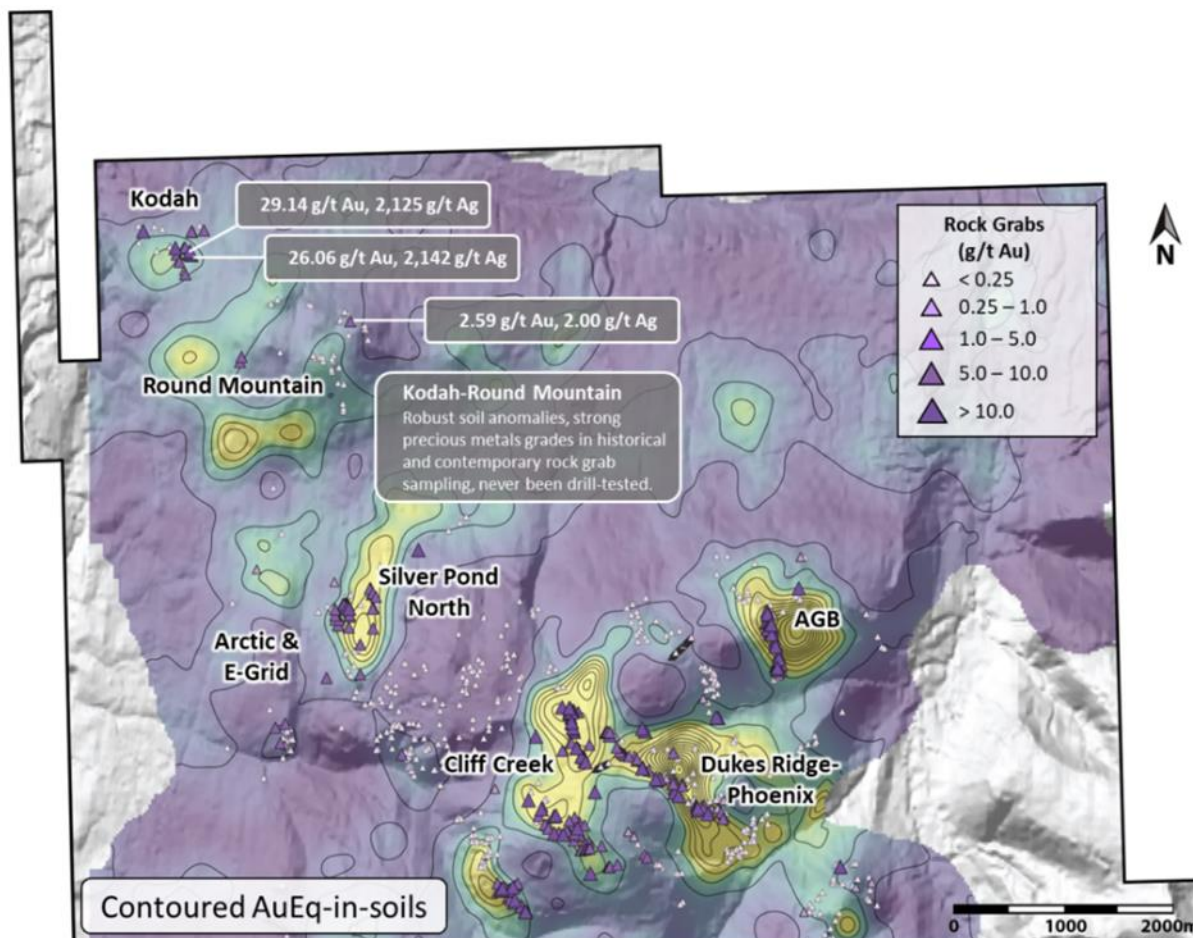 Kodah
29.14 g/t Au, 2,125 g/t Ag
26.06 g/t Au, 2,142 g/t Ag
2.59 g/t Au, 2.00 g/t Ag
Round Mountain
Kodah-Round Mountain
Robust soil anomalies, strong
precious metals grades in historical
and contemporary rock grab
sampling, never been drill-tested.
Rock Grabs
(g/t Au)
< 0.25
0.25 – 1.0
1.0 – 5.0
5.0 – 10.0
> 10.0
N
Silver Pond
North
Arctic &
E-Grid
AGB
Cliff Creek
Dukes Ridge-
Phoenix
Contoured AuEq-in-soils
0 1000 2000m